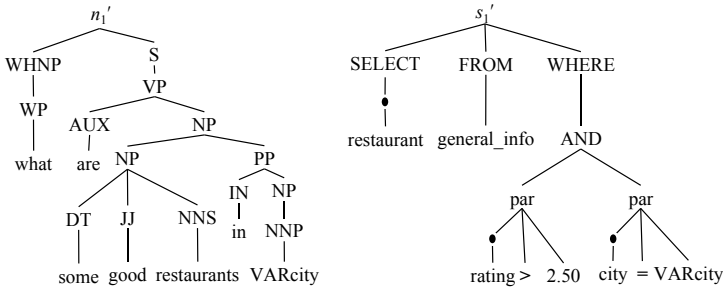 n₁′
WHNP S
WP VP
AUX NP
what are NP PP
DT JJ NNS IN NP
in NNP
some good restaurants VARcity
s₁′
SELECT FROM WHERE
restaurant general_info AND
par par
rating > 2.50 city = VARcity